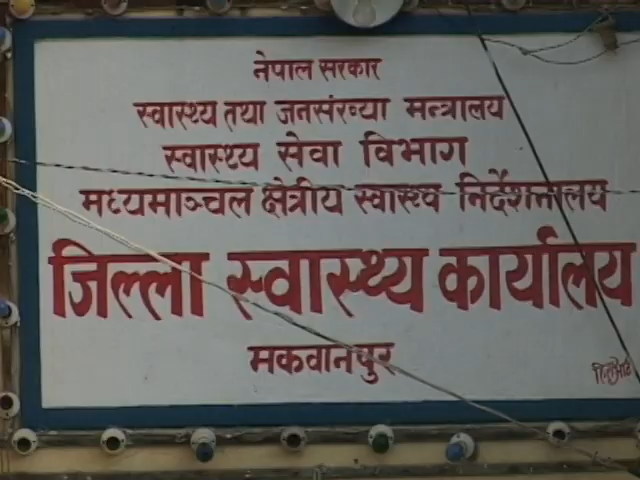 नेपाल सरकार
स्वास्थ्य तथा जनसंख्या मन्त्रालय
स्वास्थ्य सेवा विभाग
मध्यमाञ्चल क्षेत्रीय स्वास्थ्य निर्देशनालय
जिल्ला स्वास्थ्य कार्यालय
मकवानपुर